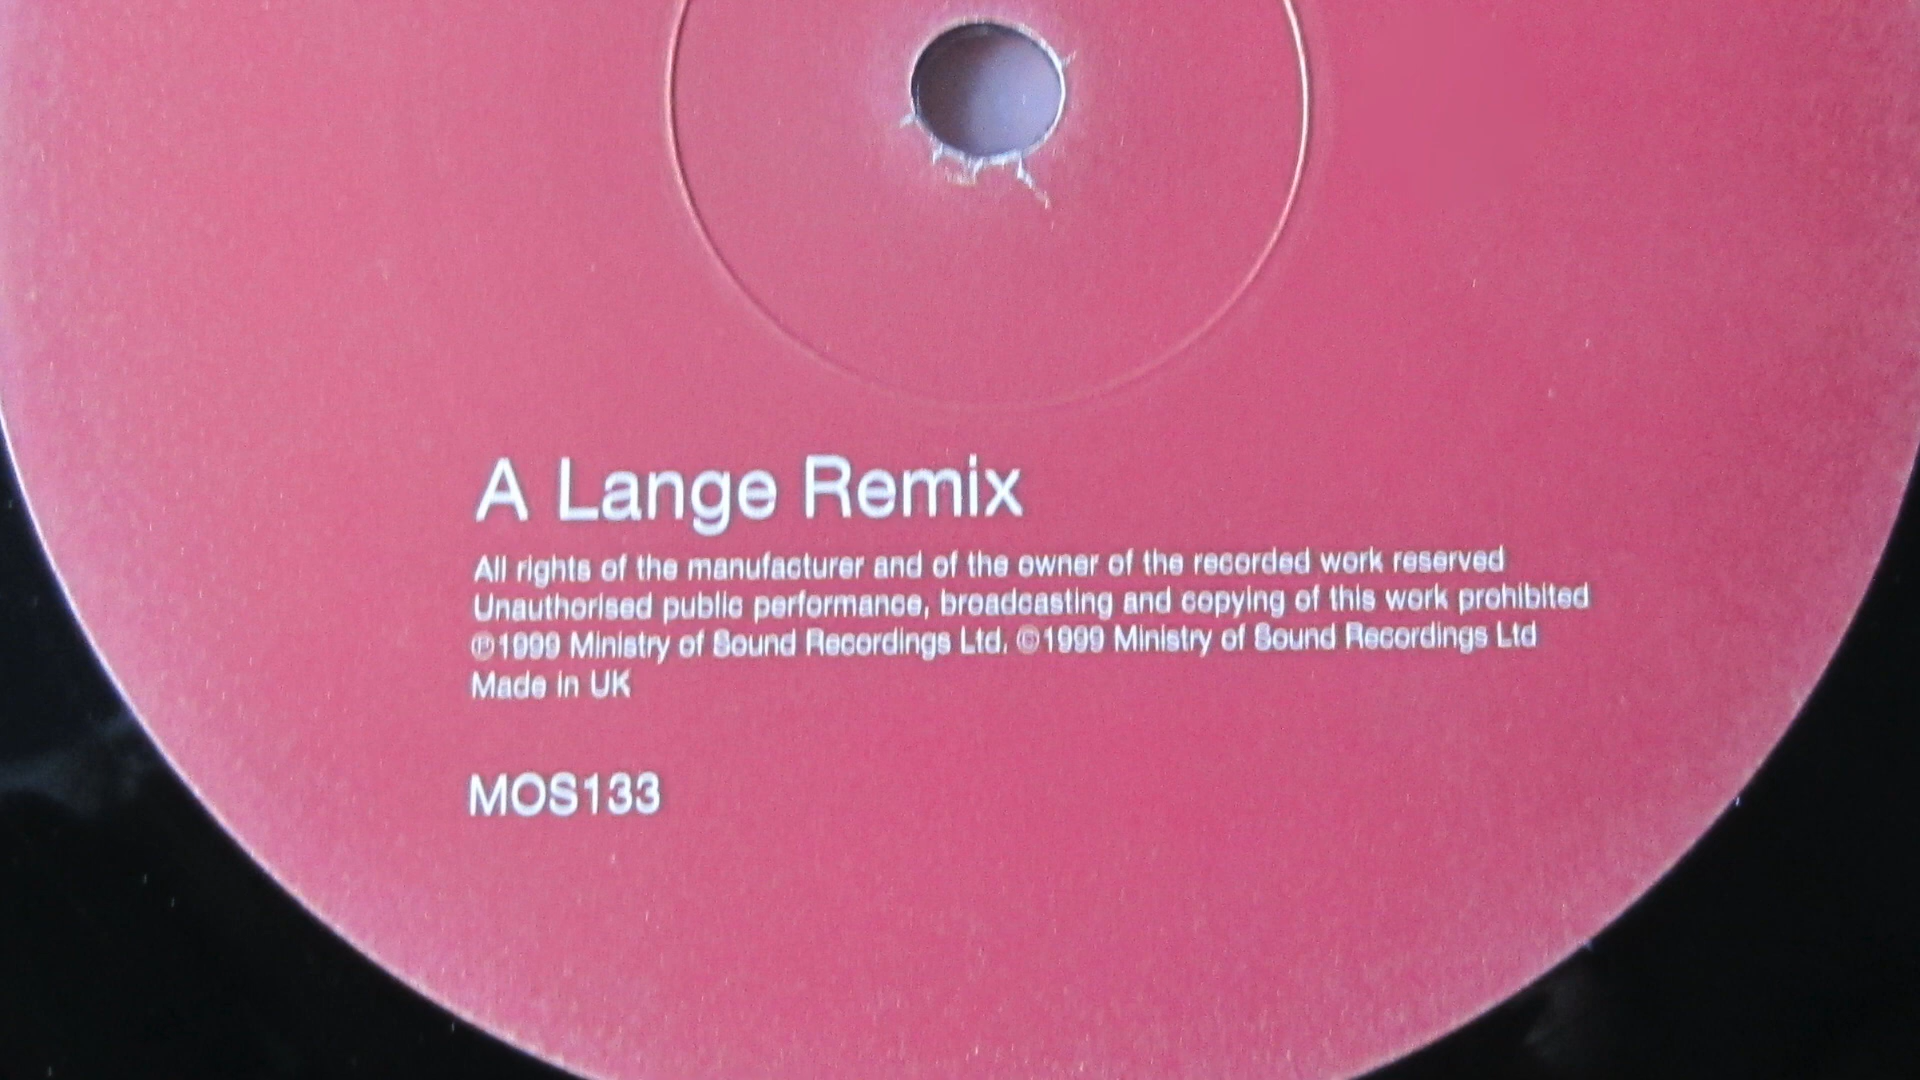 A Lange Remix
All rights of the manufacturer and of the owner of the recorded work reserved
Unauthorised public performance, broadcasting and copying of this work prohibited
℗1999 Ministry of Sound Recordings Ltd, ©1999 Ministry of Sound Recordings Ltd
Made in UK
MOS133